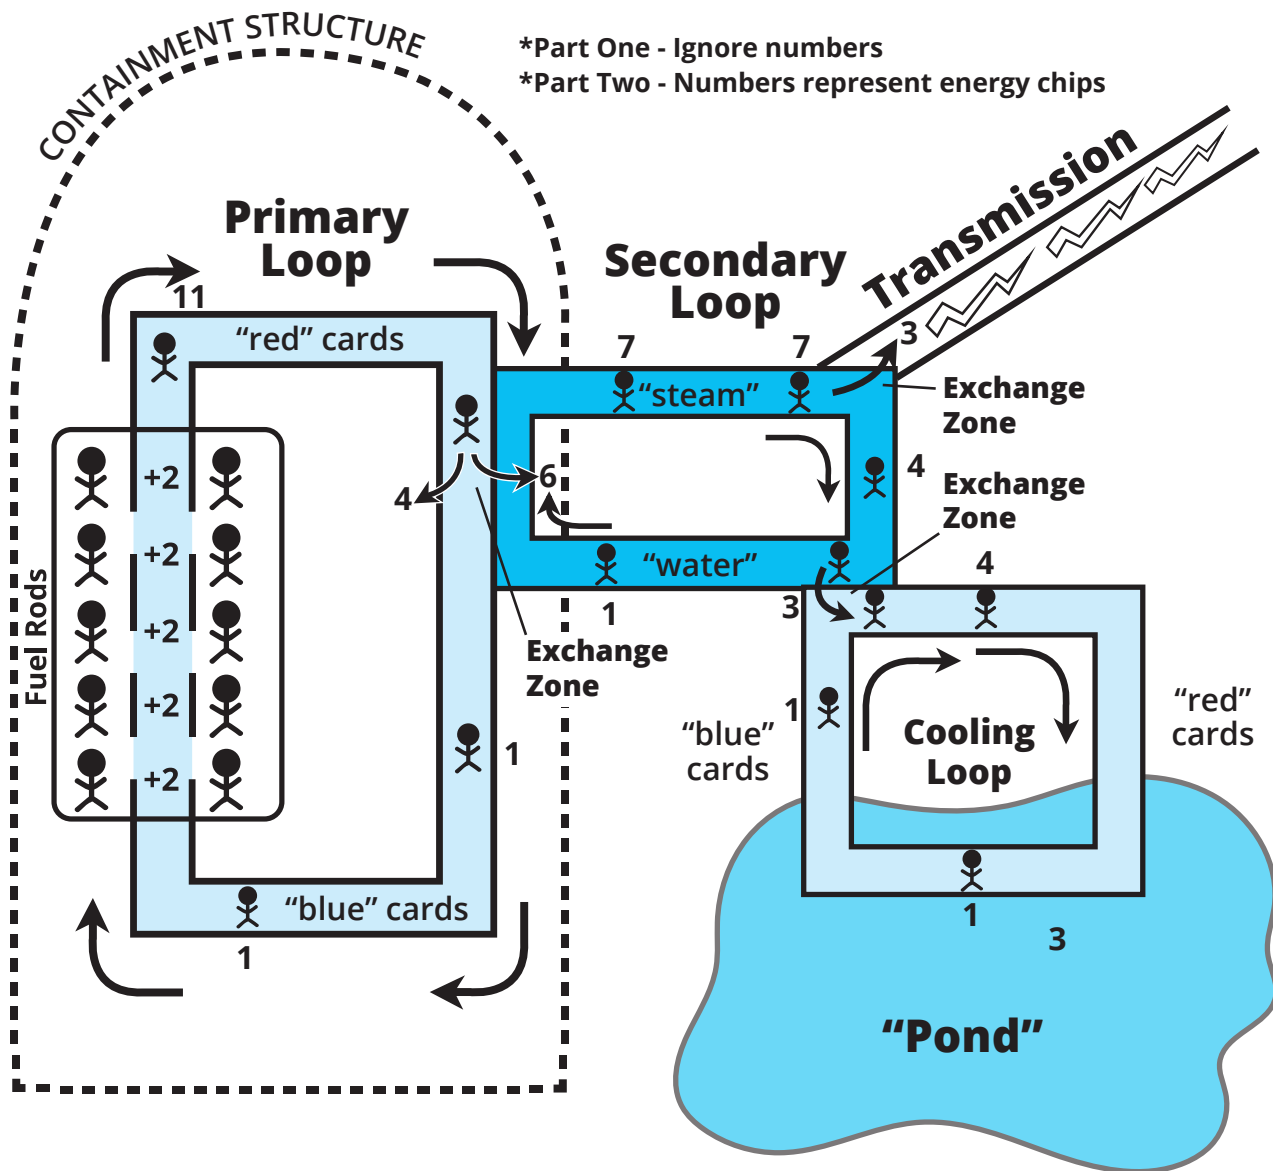 CONTAINMENT STRUCTURE
*Part One - Ignore numbers
*Part Two - Numbers represent energy chips
Primary
Loop
Secondary
Loop
Transmission
11
“red” cards
7
7
3
“steam”
Exchange
Zone
+2
+2
+2
+2
+2
Fuel Rods
4
6
4
Exchange
Zone
“water”
1
3
4
Exchange
Zone
1
1
“blue”
cards
Cooling
Loop
“red”
cards
“blue” cards
1
1
3
“Pond”